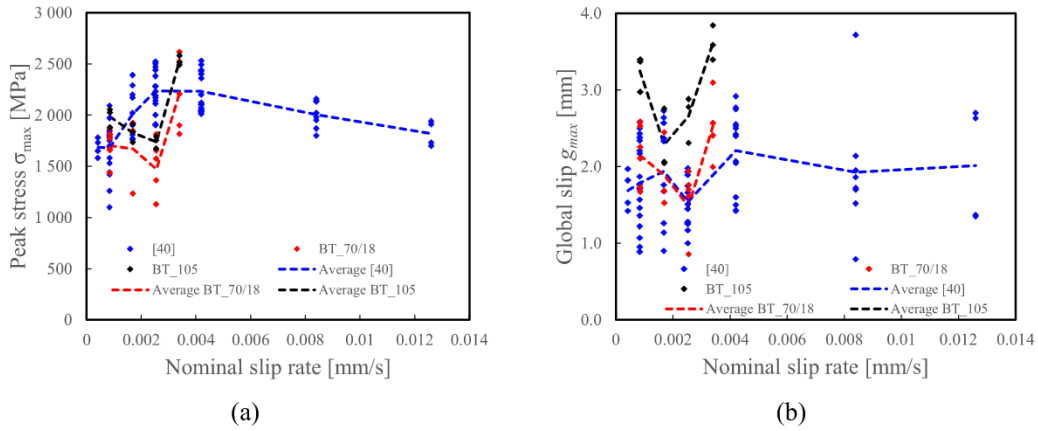 (a)
3 000
2 500
2 000
1 500
1 000
500
0
Peak stress σmax [MPa]
0 0.002 0.004 0.006 0.008 0.01 0.012 0.014
Nominal slip rate [mm/s]
[40] BT_70/18
BT_105 Average [40]
Average BT_70/18 Average BT_105
(a)
(b)
4.0
3.0
2.0
1.0
0.0
Global slip gmax [mm]
0 0.002 0.004 0.006 0.008 0.01 0.012 0.014
Nominal slip rate [mm/s]
[40] BT_70/18
BT_105 Average [40]
Average BT_70/18 Average BT_105
(b)